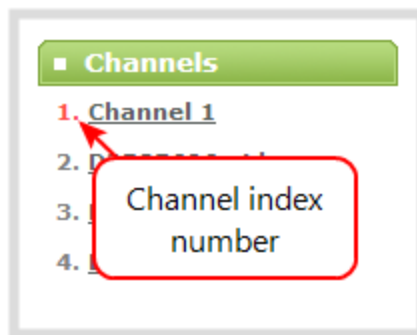 Channels
1. Channel 1
2.
3.
4.
Channel index
number